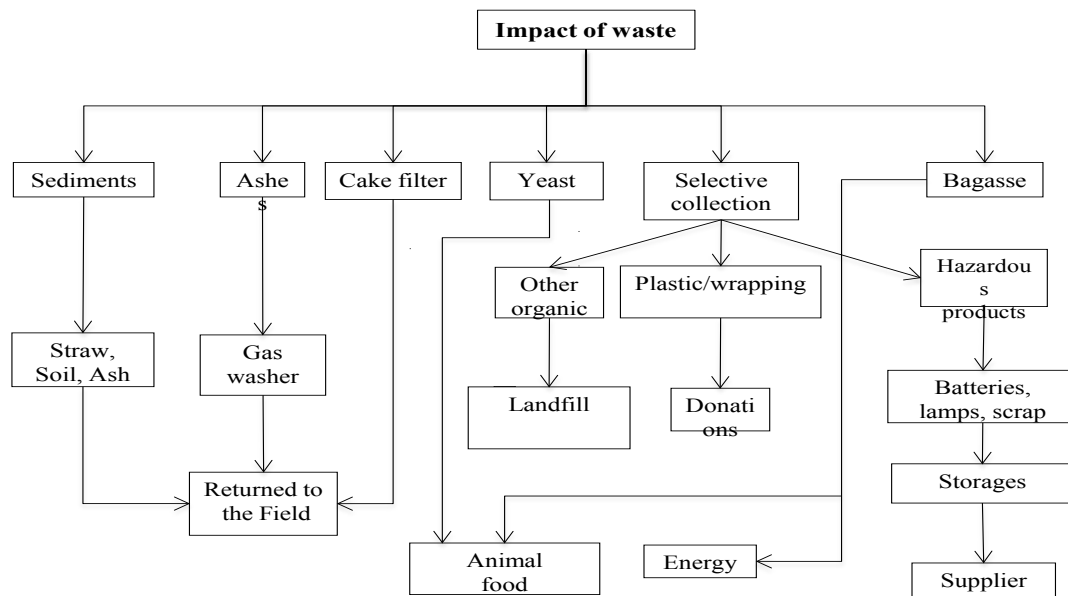 Impact of waste
Sediments
Ashe
s
Cake filter
Yeast
Selective
collection
Bagasse
Other
organic
Plastic/wrapping
Hazardou
s
products
Straw,
Soil, Ash
Gas
washer
Landfill
Donati
ons
Batteries,
lamps, scrap
Returned to
the Field
Storages
Animal
food
Energy
Supplier